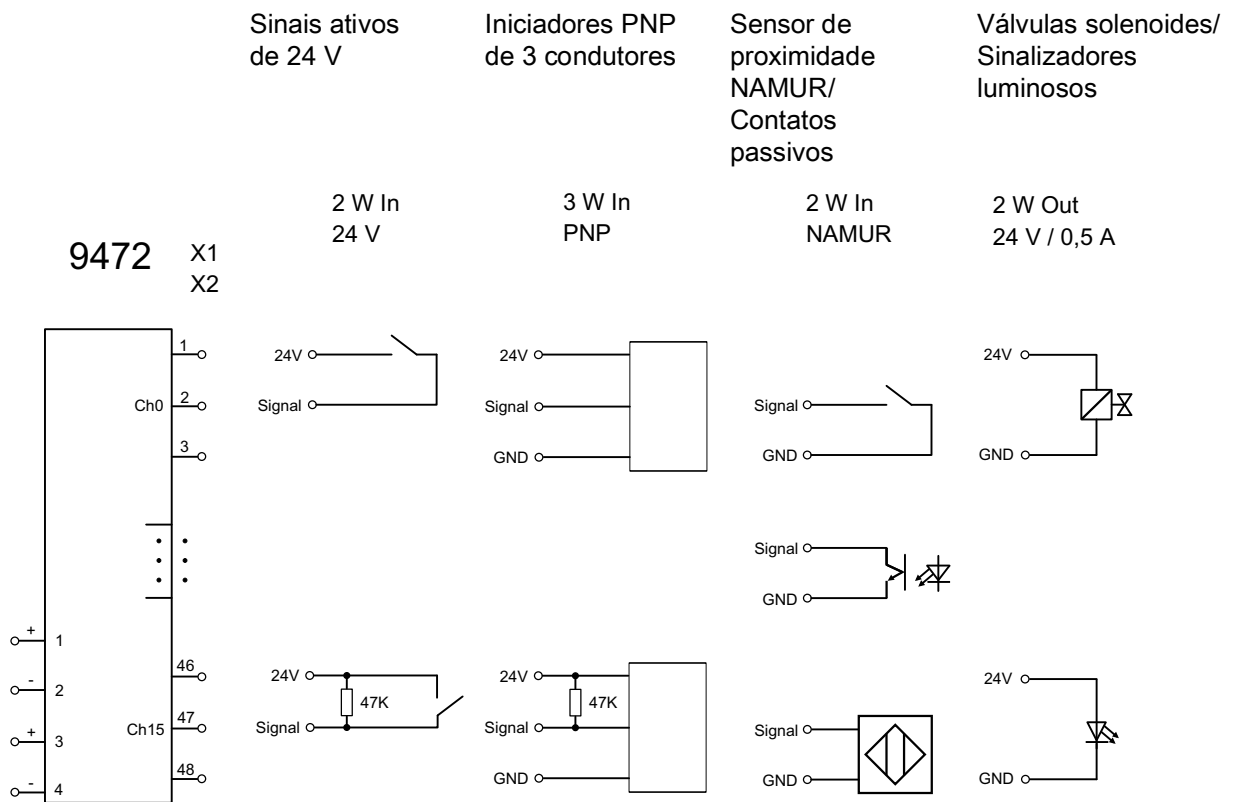 Sinais ativos
de 24 V
Iniciadores PNP
de 3 condutores
Sensor de
proximidade
NAMUR/
Contatos
passivos
Válvulas solenoides/
Sinalizadores
luminosos
2 W In
24 V
3 W In
PNP
2 W In
NAMUR
2 W Out
24 V / 0,5 A
9472
X1
X2
1
Ch0
2
3
24V
Signal
24V
Signal
GND
Signal
GND
24V
GND
Signal
GND
+
1
-
2
+
3
-
4
46
Ch15
47
48
24V
47K
Signal
24V
47K
Signal
GND
Signal
GND
24V
GND